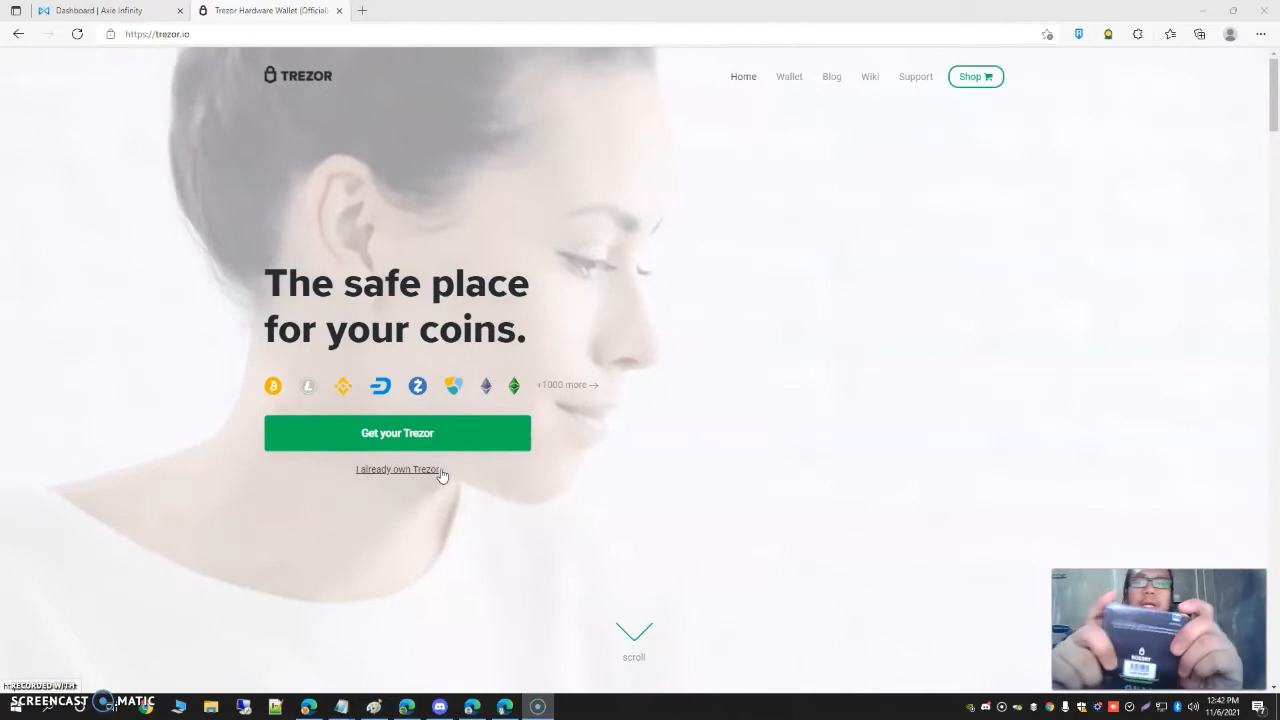 Dashboard | Axie Infinity
Trezor Hardware Wallet (Official
https://trezor.io
TREZOR
Home
Wallet
Blog
Wiki
Support
Shop
The safe place
for your coins.
+1000 more →
Get your Trezor
I already own Trezor
scroll
RECORDED WITH
SCREENCAST MATIC
12:42 PM
11/6/2021